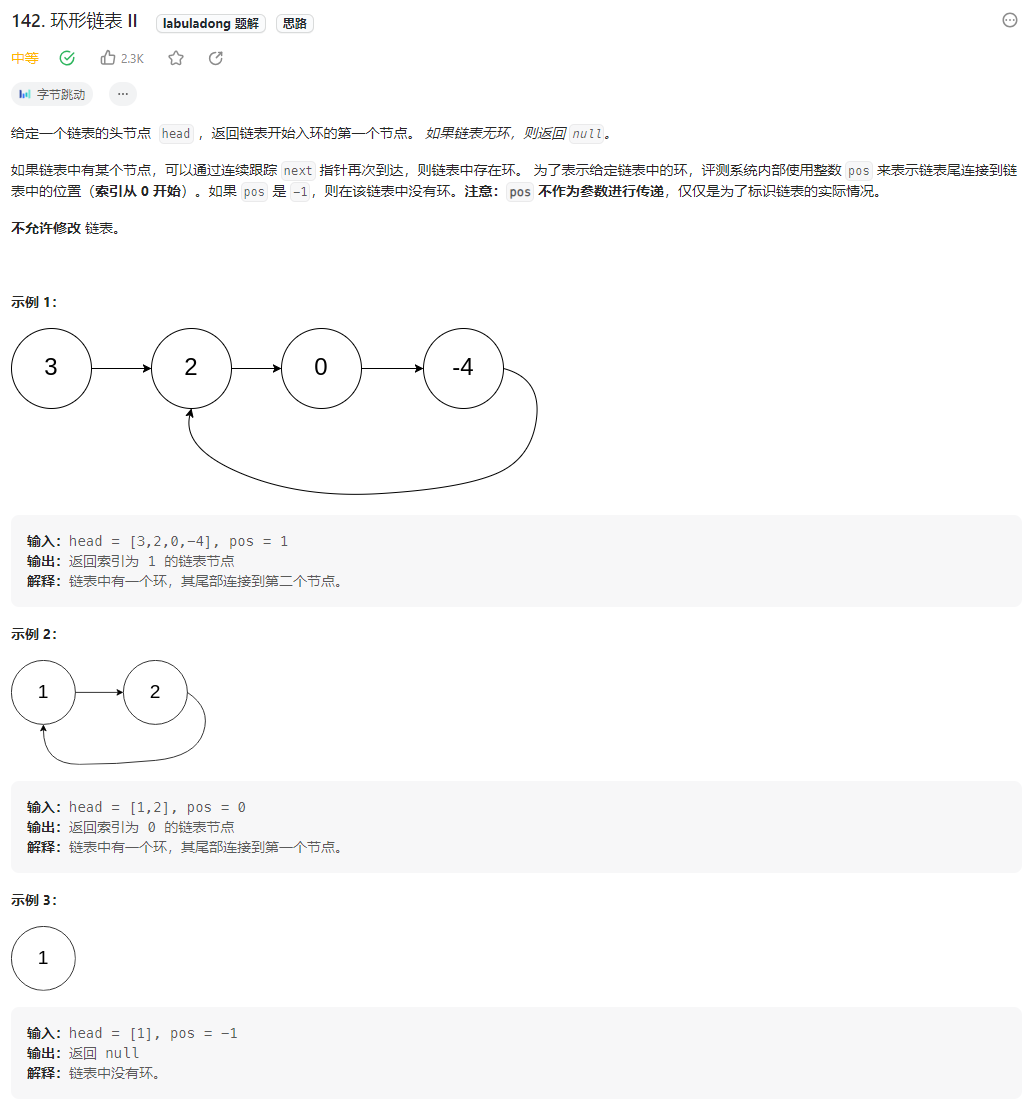 142. 环形链表 II labuladong 题解 思路
中等 2.3K
字节跳动 ...
给定一个链表的头节点 head ，返回链表开始入环的第一个节点。 如果链表无环，则返回 null。
如果链表中有某个节点，可以通过连续跟踪 next 指针再次到达，则链表中存在环。 为了表示给定链表中的环，评测系统内部使用整数 pos 来表示链表尾连接到链
表中的位置（索引从 0 开始）。如果 pos 是 -1，则在该链表中没有环。注意：pos 不作为参数进行传递，仅仅是为了标识链表的实际情况。
不允许修改 链表。
示例 1：
3 2 0 -4
输入：head = [3,2,0,-4], pos = 1
输出：返回索引为 1 的链表节点
解释：链表中有一个环，其尾部连接到第二个节点。
示例 2：
1 2
输入：head = [1,2], pos = 0
输出：返回索引为 0 的链表节点
解释：链表中有一个环，其尾部连接到第一个节点。
示例 3：
1
输入：head = [1], pos = -1
输出：返回 null
解释：链表中没有环。